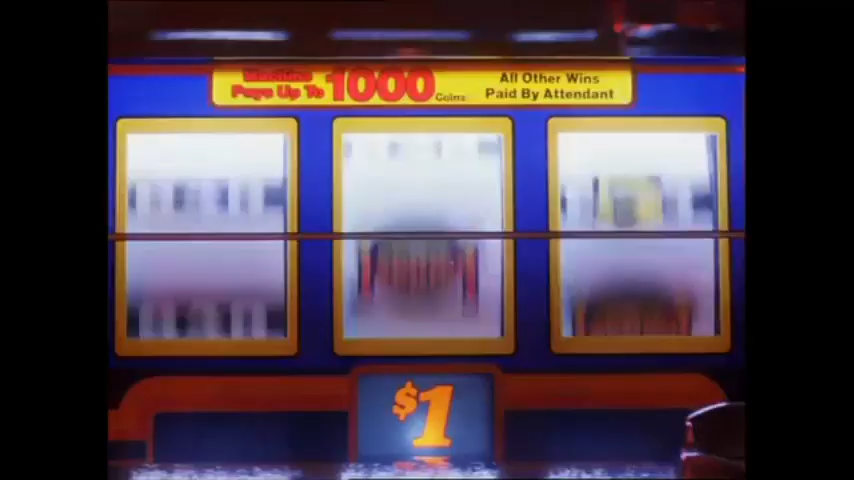 Machine
Pays Up To 1000 Coins
All Other Wins
Paid By Attendant
$1